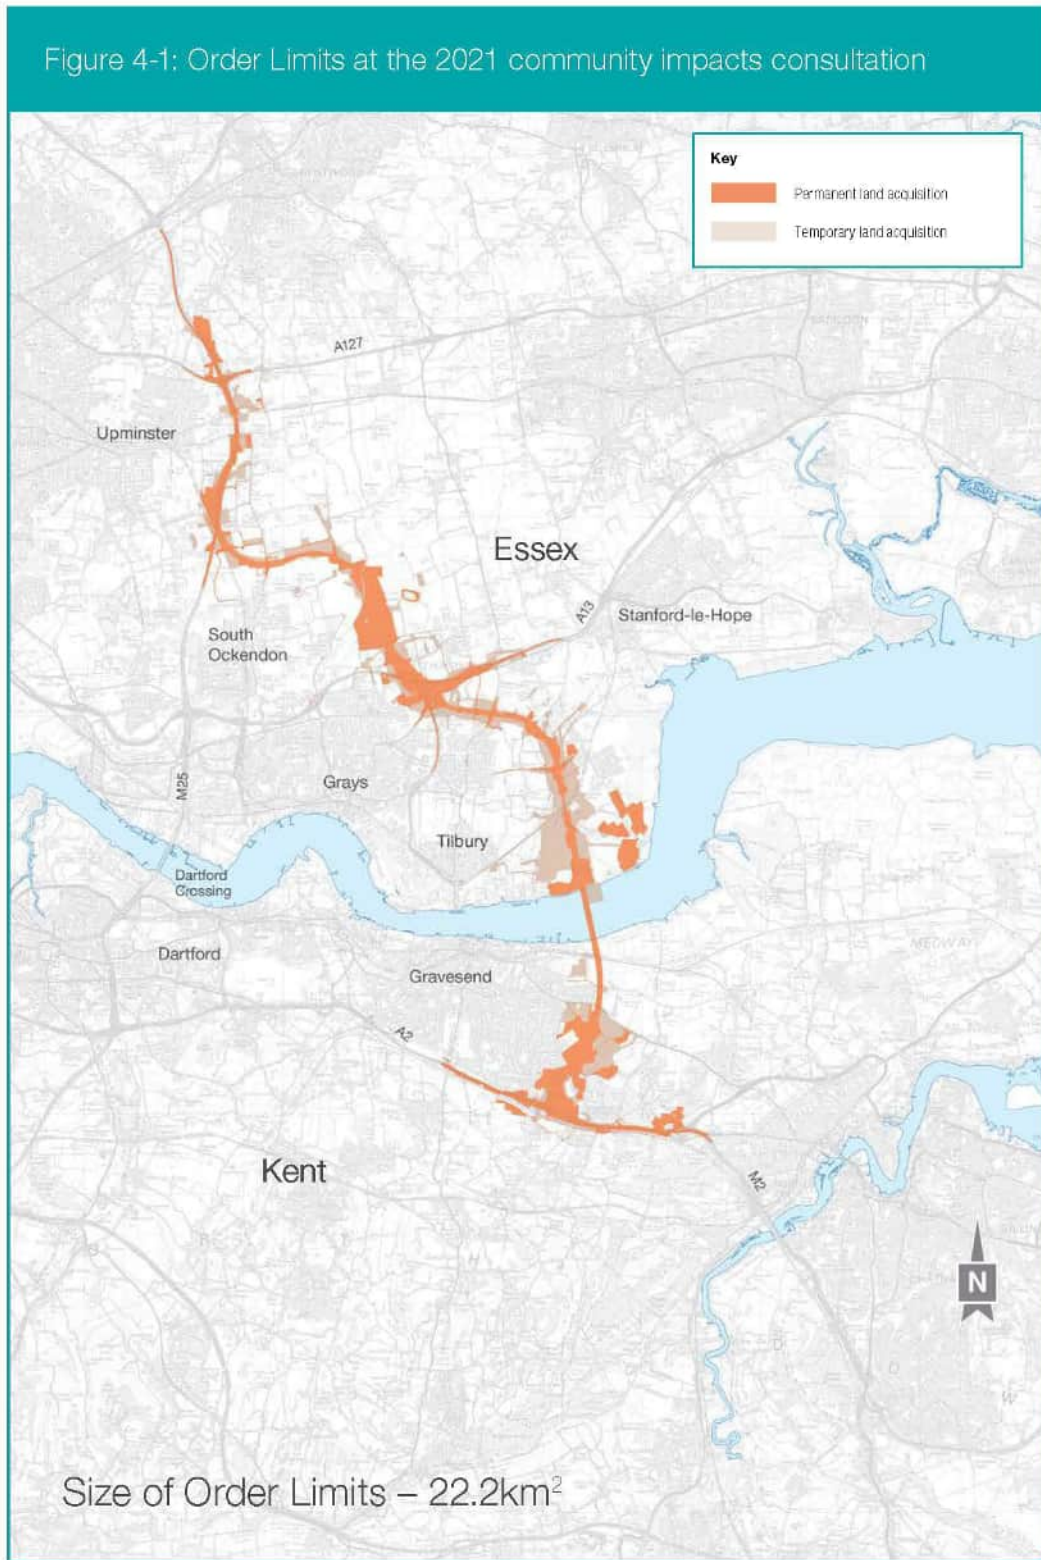 Figure 4-1: Order Limits at the 2021 community impacts consultation
Key
Permanent land acquisition
Temporary land acquisition
A127
Upminster
Essex
A13
Stanford-le-Hope
South
Ockendon
M25
Grays
Tilbury
Dartford
Crossing
Dartford
MEDWAY
Gravesend
A2
Kent
M2
N
Size of Order Limits – 22.2km²